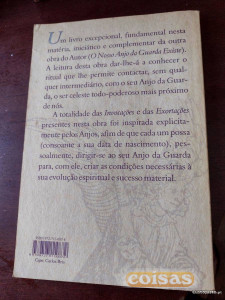 Um livro excepcional, fundamental nesta
matéria, iniciático e complementar da outra
obra do Autor (O Nosso Anjo da Guarda Existe).
A leitura desta obra dar-lhe-á a conhecer o
ritual que lhe permite contactar, sem qual-
quer intermediário, com o seu Anjo da Guar-
da, o ser celeste todo-poderoso mais próximo
de nós.
A totalidade das Invocações e das Exortações
presentes nesta obra foi inspirada explicita-
mente pelos Anjos, afim de que cada um possa
(consoante a sua data de nascimento), pes-
soalmente, dirigir-se ao seu Anjo da Guarda
para, com ele, criar as condições necessárias à
sua evolução espiritual e sucesso material.
Capa: Carlos Reis
coisas